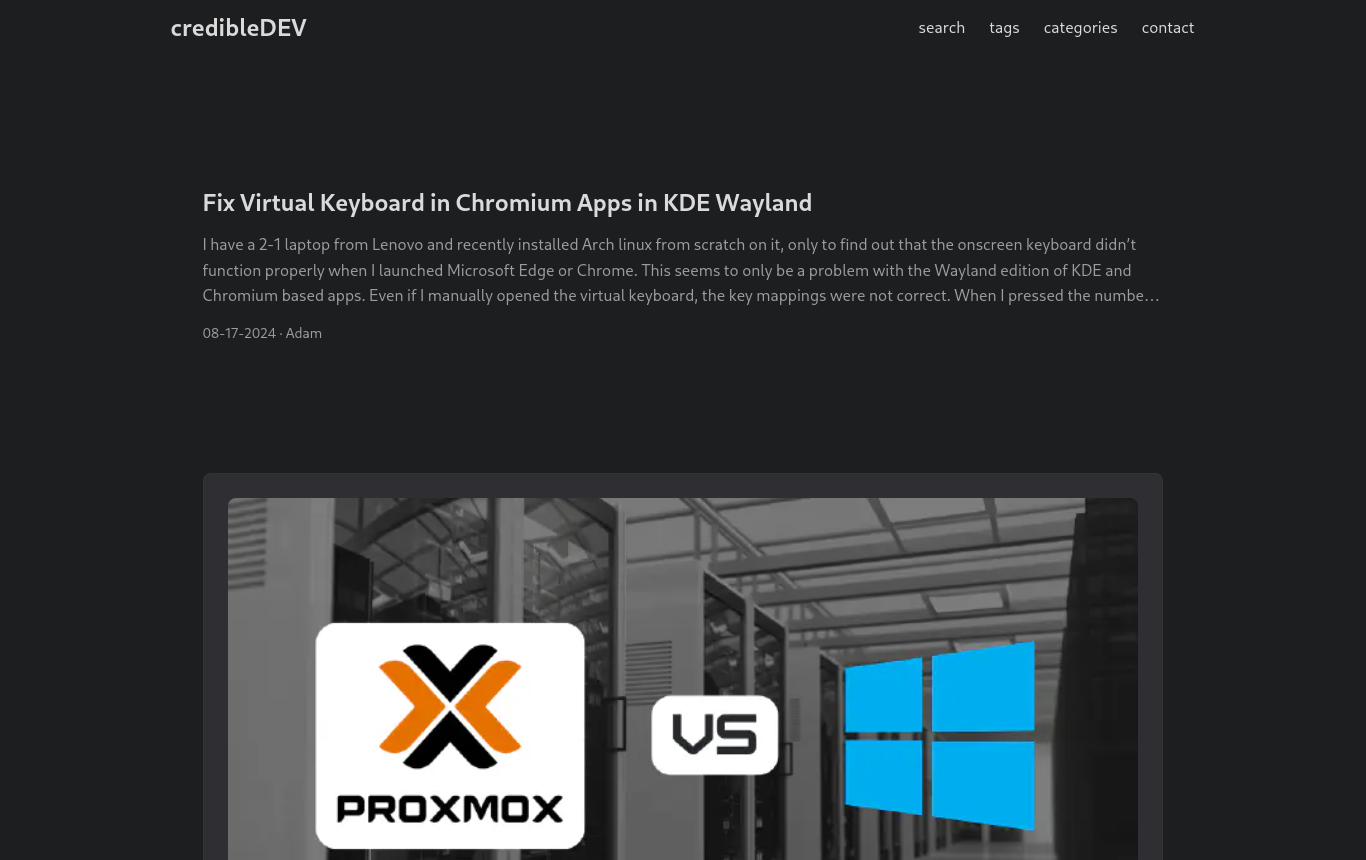 credibleDEV
search
tags
categories
contact
Fix Virtual Keyboard in Chromium Apps in KDE Wayland
I have a 2-1 laptop from Lenovo and recently installed Arch linux from scratch on it, only to find out that the onscreen keyboard didn’t
function properly when I launched Microsoft Edge or Chrome. This seems to only be a problem with the Wayland edition of KDE and
Chromium based apps. Even if I manually opened the virtual keyboard, the key mappings were not correct. When I pressed the numbe…
08-17-2024 · Adam
PROXMOX
VS